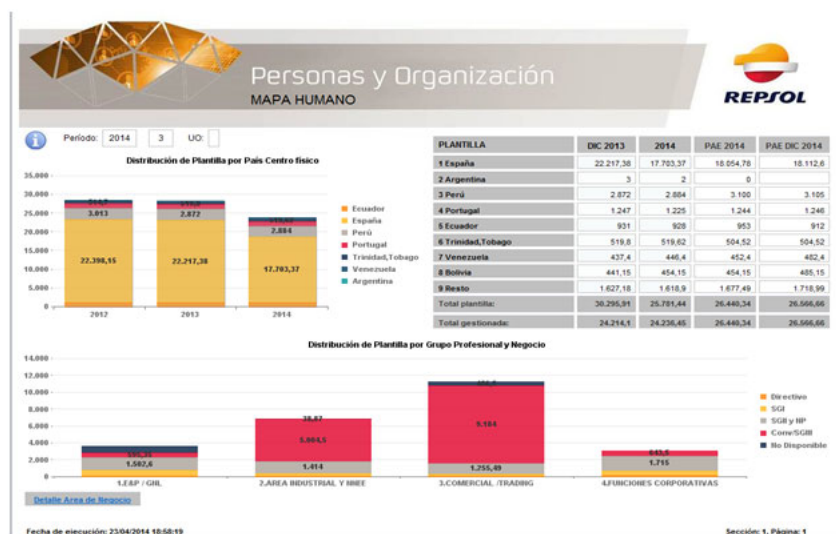 Personas y Organización
MAPA HUMANO
REPSOL
Período: 2014 3 UO:
Distribución de Plantilla por País Centro físico
35.000
30.000
25.000
20.000
15.000
10.000
5.000
0
3.013
2.872
2.884
22.398,15
22.217,38
17.703,37
2012 2013 2014
Ecuador
España
Perú
Portugal
Trinidad,Tobago
Venezuela
Argentina
PLANTILLA DIC 2013 2014 PAE 2014 PAE DIC 2014
1 España 22.217,38 17.703,37 18.054,76 18.112,6
2 Argentina 3 2 0
3 Perú 2.872 2.884 3.100 3.105
4 Portugal 1.247 1.225 1.244 1.246
5 Ecuador 931 928 953 912
6 Trinidad,Tobago 519,8 519,62 504,52 504,52
7 Venezuela 437,4 446,4 452,4 482,4
8 Bolivia 441,15 454,15 454,15 485,15
9 Resto 1.627,18 1.618,9 1.677,49 1.718,99
Total plantilla: 30.295,91 25.781,44 26.440,34 26.566,66
Total gestionada: 24.214,1 24.236,45 26.440,34 26.566,66
Distribución de Plantilla por Grupo Profesional y Negocio
14.000
12.000
10.000
8.000
6.000
4.000
2.000
0
1.502,6
38,87
5.004,5
1.414
9.184
1.255,49
643,5
1.715
1.E&P / GNL 2.AREA INDUSTRIAL Y NNEE 3.COMERCIAL /TRADING 4.FUNCIONES CORPORATIVAS
Directivo
SGI
SGII y NP
Conv/SGIII
No Disponible
Detalle Area de Negocio
Fecha de ejecución: 23/04/2014 18:58:19
Sección: 1, Página: 1